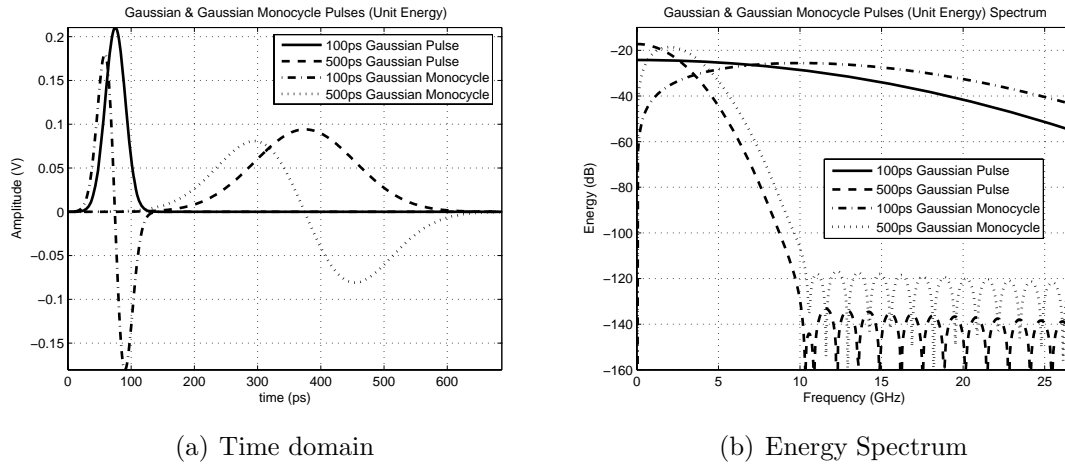 Gaussian & Gaussian Monocycle Pulses (Unit Energy)
0.2
0.15
0.1
0.05
0
−0.05
−0.1
−0.15
Amplitude (V)
100ps Gaussian Pulse
500ps Gaussian Pulse
100ps Gaussian Monocycle
500ps Gaussian Monocycle
0 100 200 300 400 500 600
time (ps)
(a) Time domain
Gaussian & Gaussian Monocycle Pulses (Unit Energy) Spectrum
−20
−40
−60
−80
−100
−120
−140
−160
Energy (dB)
100ps Gaussian Pulse
500ps Gaussian Pulse
100ps Gaussian Monocycle
500ps Gaussian Monocycle
0 5 10 15 20 25
Frequency (GHz)
(b) Energy Spectrum